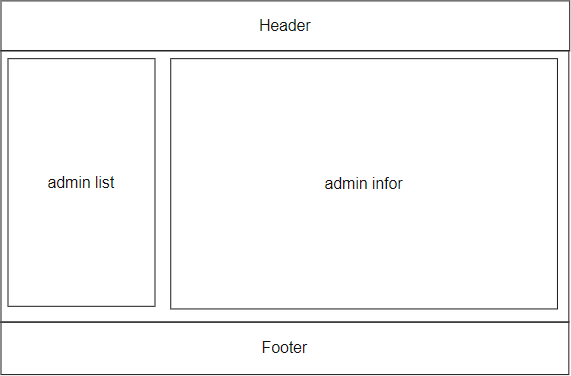 Header
admin list
admin infor
Footer